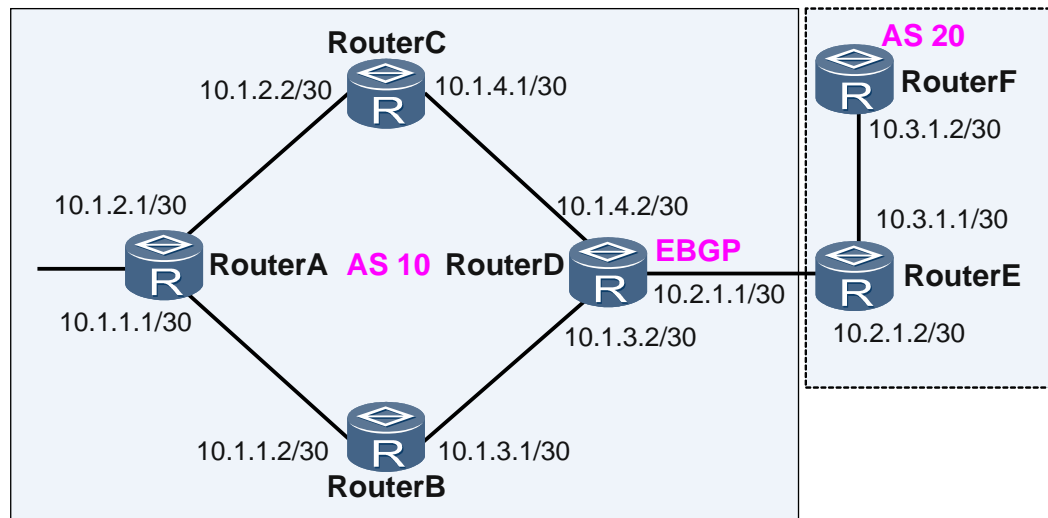 RouterC
AS 20
10.1.2.2/30
10.1.4.1/30
R
R
RouterF
10.3.1.2/30
10.1.2.1/30
10.1.4.2/30
10.3.1.1/30
R
RouterA
AS 10
RouterD
R
EBGP
R
RouterE
10.2.1.1/30
10.1.1.1/30
10.1.3.2/30
10.2.1.2/30
10.1.1.2/30
R
10.1.3.1/30
RouterB